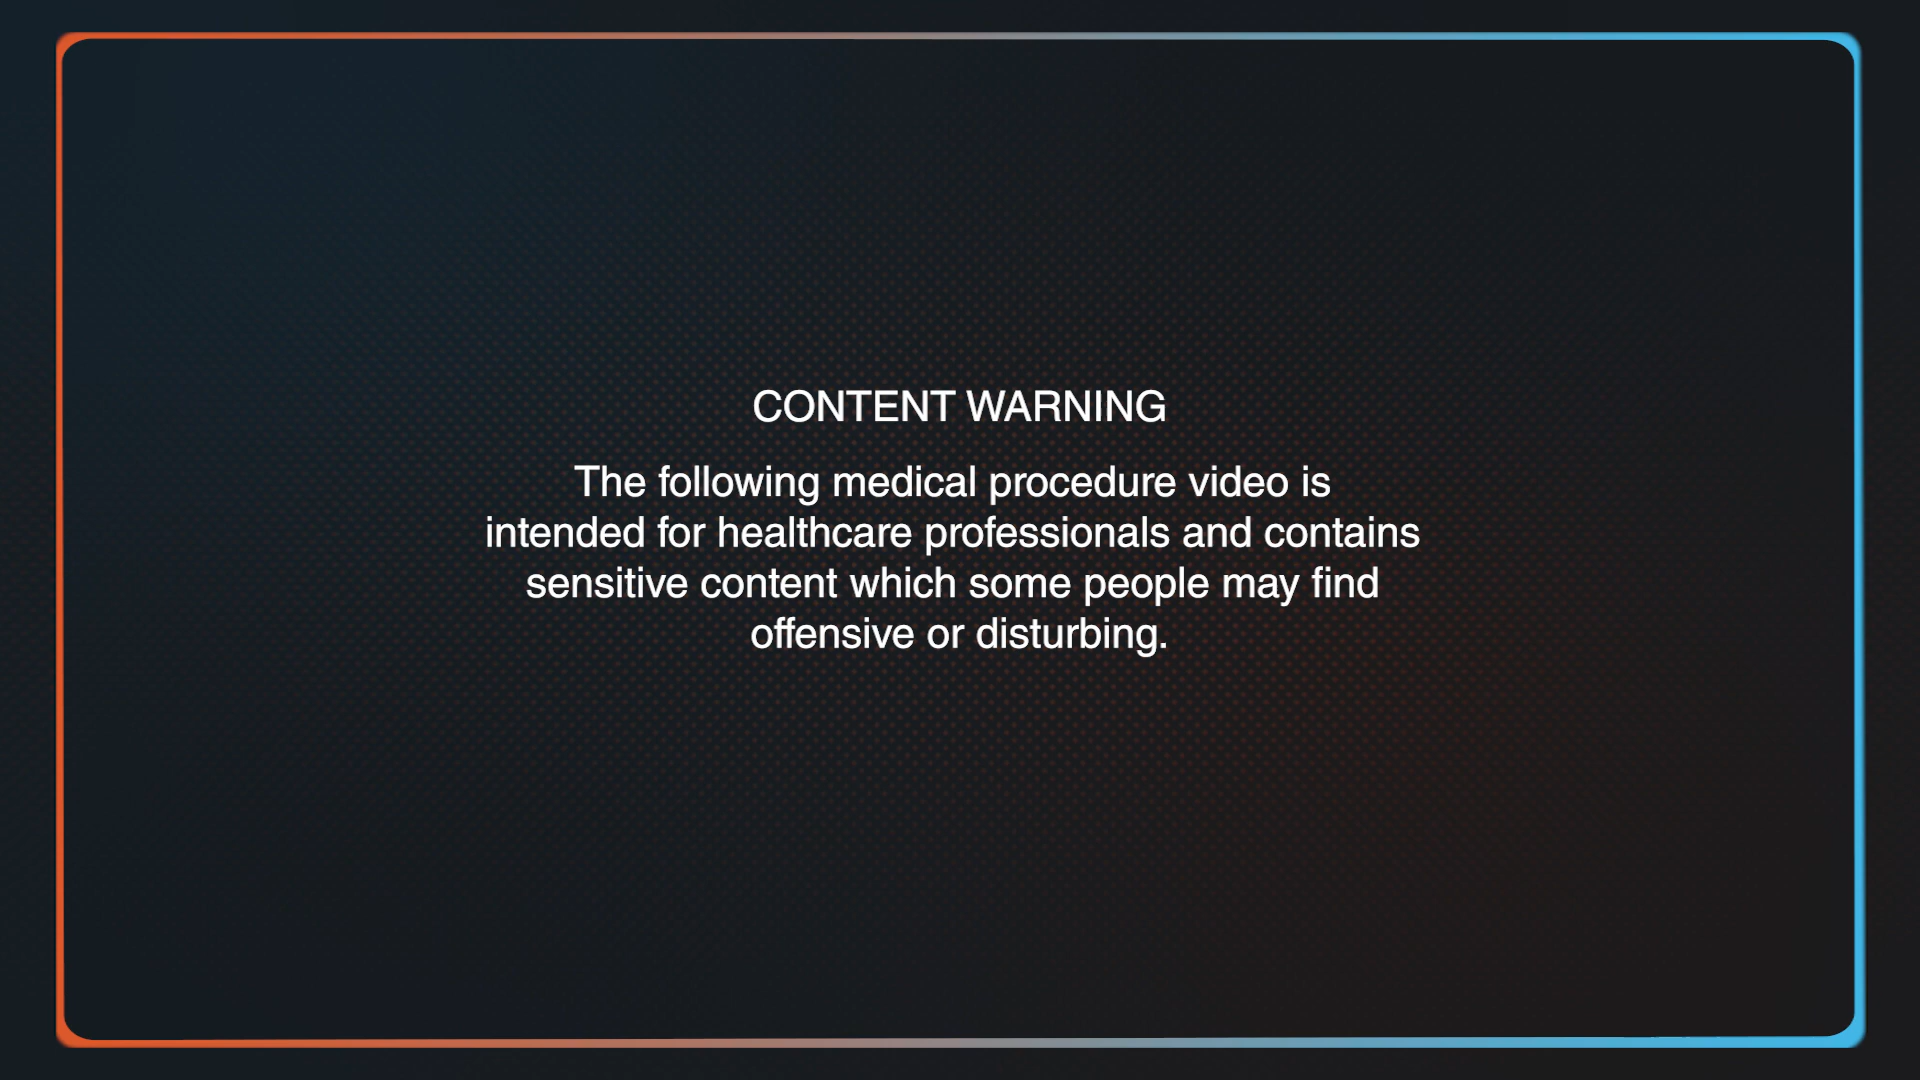 CONTENT WARNING
The following medical procedure video is
intended for healthcare professionals and contains
sensitive content which some people may find
offensive or disturbing.